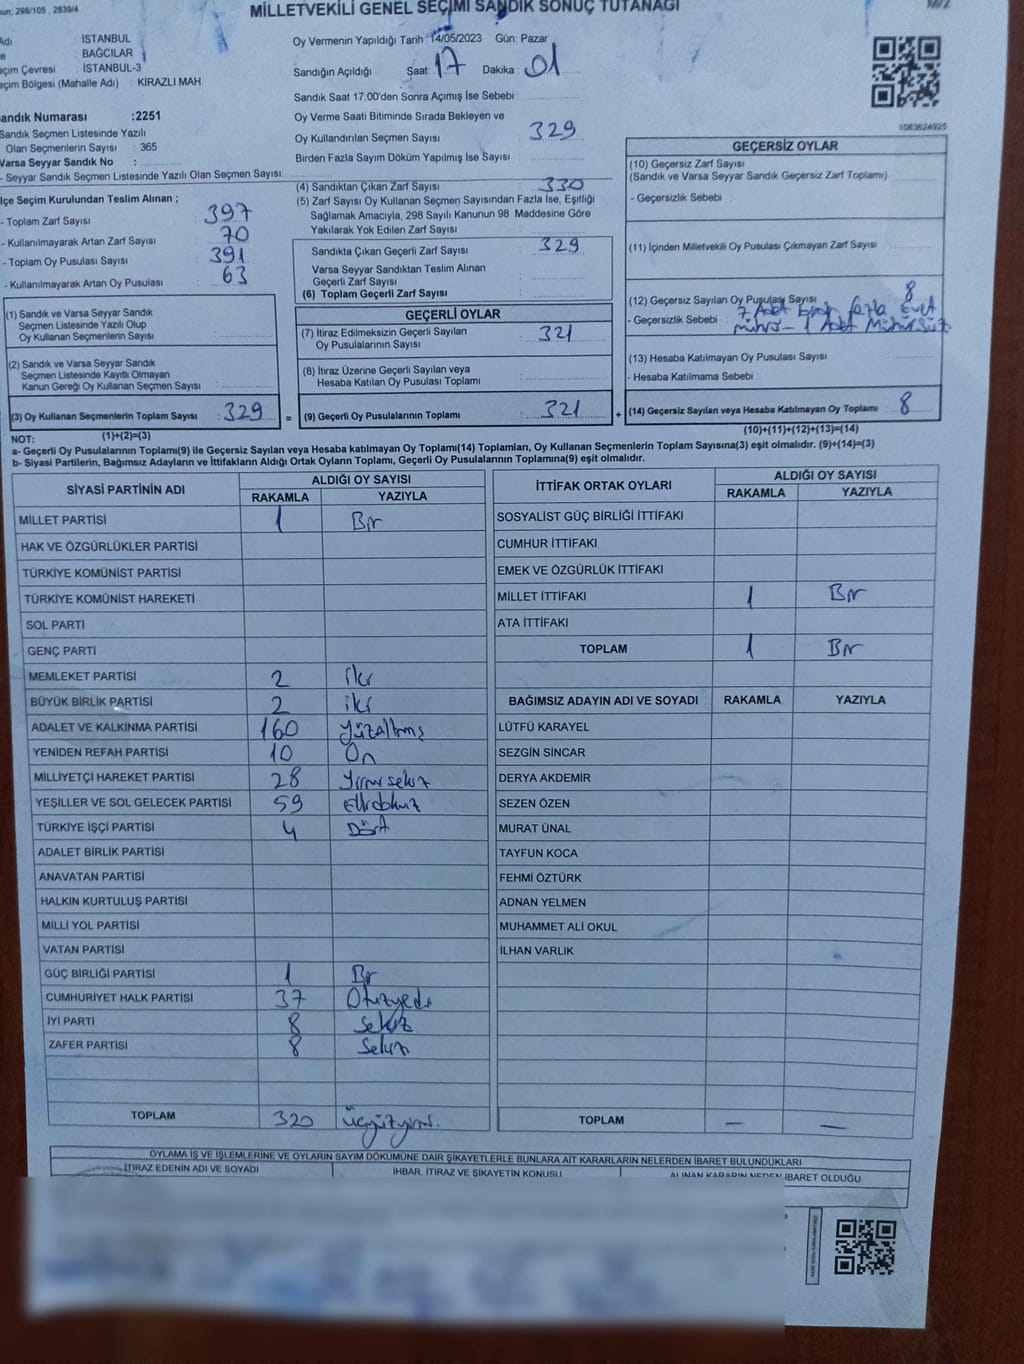 nun: 298/105 , 2839/4
MİLLETVEKİLİ GENEL SEÇİMİ SANDIK SONUÇ TUTANAĞI
M/2
Adı : İSTANBUL
: BAĞCILAR
Seçim Çevresi : İSTANBUL-3
Seçim Bölgesi (Mahalle Adı) : KİRAZLI MAH.
Oy Vermenin Yapıldığı Tarih :14/05/2023 Gün: Pazar
Sandığın Açıldığı Saat: 17 Dakika : 01
Sandık Saat 17.00'den Sonra Açılmış İse Sebebi :
Oy Verme Saati Bitiminde Sırada Bekleyen ve
Oy Kullandırılan Seçmen Sayısı : 329
Birden Fazla Sayım Döküm Yapılmış İse Sayısı :
1083624925
Sandık Numarası :2251
Sandık Seçmen Listesinde Yazılı
Olan Seçmenlerin Sayısı : 365
Varsa Seyyar Sandık No :
- Seyyar Sandık Seçmen Listesinde Yazılı Olan Seçmen Sayısı:
İlçe Seçim Kurulundan Teslim Alınan ;
- Toplam Zarf Sayısı : 397
- Kullanılmayarak Artan Zarf Sayısı : 70
- Toplam Oy Pusulası Sayısı : 391
- Kullanılmayarak Artan Oy Pusulası : 63
(4) Sandıktan Çıkan Zarf Sayısı : 330
(5) Zarf Sayısı Oy Kullanan Seçmen Sayısından Fazla İse, Eşitliği
Sağlamak Amacıyla, 298 Sayılı Kanunun 98. Maddesine Göre
Yakılarak Yok Edilen Zarf Sayısı :
Sandıkta Çıkan Geçerli Zarf Sayısı : 329
Varsa Seyyar Sandıktan Teslim Alınan
Geçerli Zarf Sayısı :
(6) Toplam Geçerli Zarf Sayısı :
GEÇERSİZ OYLAR
(10) Geçersiz Zarf Sayısı
(Sandık ve Varsa Seyyar Sandık Geçersiz Zarf Toplamı) :
- Geçersizlik Sebebi :
(11) İçinden Milletvekili Oy Pusulası Çıkmayan Zarf Sayısı :
(12) Geçersiz Sayılan Oy Pusulası Sayısı : 8
- Geçersizlik Sebebi : 7 Adet birden fazla Evet
mührü - 1 Adet Mühürsüz
(13) Hesaba Katılmayan Oy Pusulası Sayısı :
- Hesaba Katılmama Sebebi :
(14) Geçersiz Sayılan veya Hesaba Katılmayan Oy Toplamı : 8
(10)+(11)+(12)+(13)=(14)
(1) Sandık ve Varsa Seyyar Sandık
Seçmen Listesinde Yazılı Olup
Oy Kullanan Seçmenlerin Sayısı :
(2) Sandık ve Varsa Seyyar Sandık
Seçmen Listesinde Kayıtlı Olmayan
Kanun Gereği Oy Kullanan Seçmen Sayısı :
(3) Oy Kullanan Seçmenlerin Toplam Sayısı : 329
(1)+(2)=(3)
GEÇERLİ OYLAR
(7) İtiraz Edilmeksizin Geçerli Sayılan
Oy Pusulalarının Sayısı : 321
(8) İtiraz Üzerine Geçerli Sayılan veya
Hesaba Katılan Oy Pusulası Toplamı :
= (9) Geçerli Oy Pusulalarının Toplamı : 321 +
NOT:
a- Geçerli Oy Pusulalarının Toplamı(9) ile Geçersiz Sayılan veya Hesaba katılmayan Oy Toplamı(14) Toplamları, Oy Kullanan Seçmenlerin Toplam Sayısına(3) eşit olmalıdır. (9)+(14)=(3)
b- Siyasi Partilerin, Bağımsız Adayların ve İttifakların Aldığı Ortak Oyların Toplamı, Geçerli Oy Pusulalarının Toplamına(9) eşit olmalıdır.
SİYASİ PARTİNİN ADI ALDIĞI OY SAYISI
RAKAMLA YAZIYLA
MİLLET PARTİSİ 1 Bir
HAK VE ÖZGÜRLÜKLER PARTİSİ
TÜRKİYE KOMÜNİST PARTİSİ
TÜRKİYE KOMÜNİST HAREKETİ
SOL PARTİ
GENÇ PARTİ
MEMLEKET PARTİSİ 2 iki
BÜYÜK BİRLİK PARTİSİ 2 iki
ADALET VE KALKINMA PARTİSİ 160 yüzaltmış
YENİDEN REFAH PARTİSİ 10 On
MİLLİYETÇİ HAREKET PARTİSİ 28 Yirmisekiz
YEŞİLLER VE SOL GELECEK PARTİSİ 59 Ellidokuz
TÜRKİYE İŞÇİ PARTİSİ 4 Dört
ADALET BİRLİK PARTİSİ
ANAVATAN PARTİSİ
HALKIN KURTULUŞ PARTİSİ
MİLLİ YOL PARTİSİ
VATAN PARTİSİ
GÜÇ BİRLİĞİ PARTİSİ 1 Bir
CUMHURİYET HALK PARTİSİ 37 Otuzyedi
İYİ PARTİ 8 Sekiz
ZAFER PARTİSİ 8 Sekiz
TOPLAM 320 üçyüzyirmi.
İTTİFAK ORTAK OYLARI ALDIĞI OY SAYISI
RAKAMLA YAZIYLA
SOSYALİST GÜÇ BİRLİĞİ İTTİFAKI
CUMHUR İTTİFAKI
EMEK VE ÖZGÜRLÜK İTTİFAKI
MİLLET İTTİFAKI 1 Bir
ATA İTTİFAKI
TOPLAM 1 Bir
BAĞIMSIZ ADAYIN ADI VE SOYADI RAKAMLA YAZIYLA
LÜTFÜ KARAYEL
SEZGİN SİNCAR
DERYA AKDEMİR
SEZEN ÖZEN
MURAT ÜNAL
TAYFUN KOCA
FEHMİ ÖZTÜRK
ADNAN YELMEN
MUHAMMET ALİ OKUL
İLHAN VARLIK
TOPLAM — —
OYLAMA İŞ VE İŞLEMLERİNE VE OYLARIN SAYIM DÖKÜMÜNE DAİR ŞİKAYETLERLE BUNLARA AİT KARARLARIN NELERDEN İBARET BULUNDUKLARI
İTİRAZ EDENİN ADI VE SOYADI İHBAR, İTİRAZ VE ŞİKAYETİN KONUSU ALINAN KARARIN NEDEN İBARET OLDUĞU